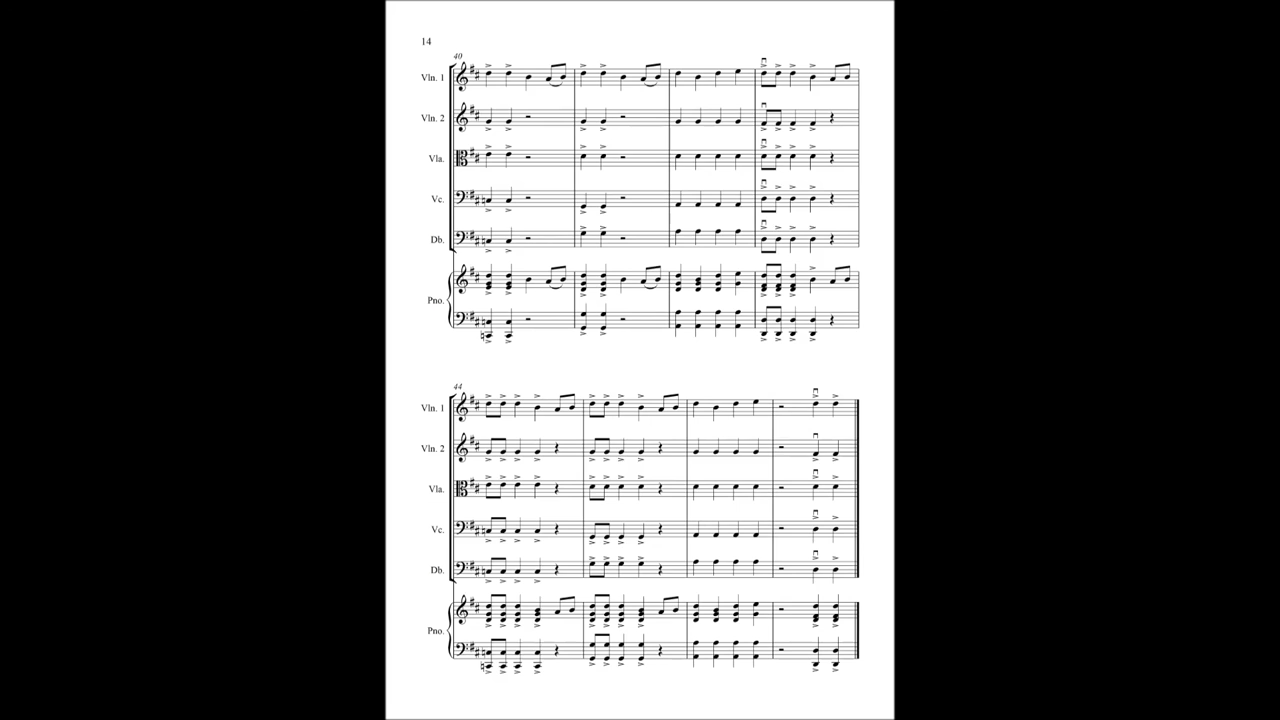 14
40
Vln. 1
Vln. 2
Vla.
Vc.
Db.
Pno.
44
Vln. 1
Vln. 2
Vla.
Vc.
Db.
Pno.